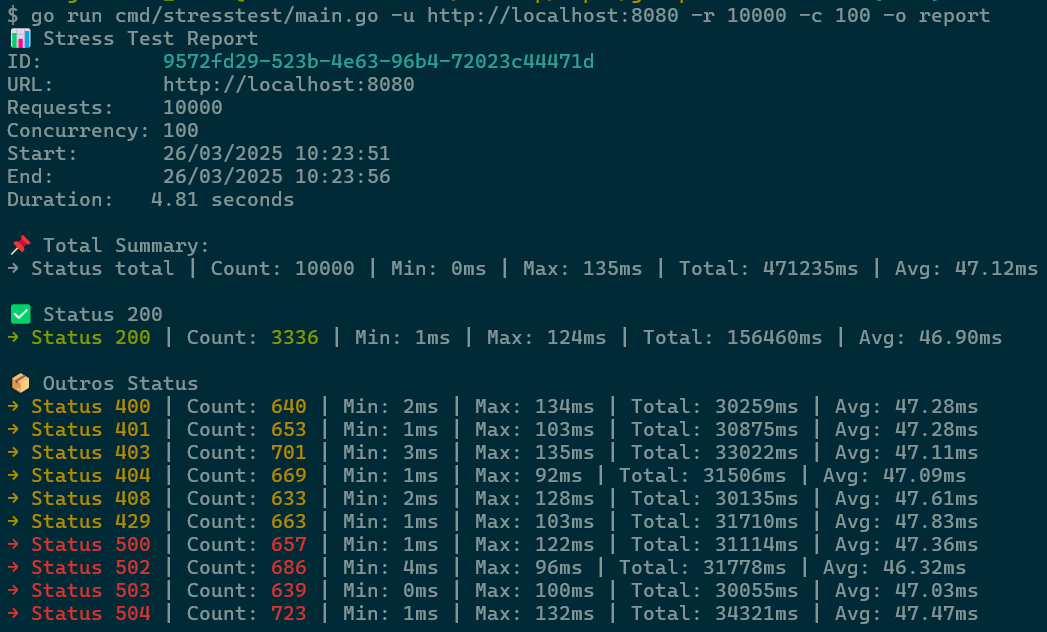 $ go run cmd/stresstest/main.go -u http://localhost:8080 -r 10000 -c 100 -o report
📊 Stress Test Report
ID: 9572fd29-523b-4e63-96b4-72023c44471d
URL: http://localhost:8080
Requests: 10000
Concurrency: 100
Start: 26/03/2025 10:23:51
End: 26/03/2025 10:23:56
Duration: 4.81 seconds
📌 Total Summary:
→ Status total | Count: 10000 | Min: 0ms | Max: 135ms | Total: 471235ms | Avg: 47.12ms
✅ Status 200
→ Status 200 | Count: 3336 | Min: 1ms | Max: 124ms | Total: 156460ms | Avg: 46.90ms
📦 Outros Status
→ Status 400 | Count: 640 | Min: 2ms | Max: 134ms | Total: 30259ms | Avg: 47.28ms
→ Status 401 | Count: 653 | Min: 1ms | Max: 103ms | Total: 30875ms | Avg: 47.28ms
→ Status 403 | Count: 701 | Min: 3ms | Max: 135ms | Total: 33022ms | Avg: 47.11ms
→ Status 404 | Count: 669 | Min: 1ms | Max: 92ms | Total: 31506ms | Avg: 47.09ms
→ Status 408 | Count: 633 | Min: 2ms | Max: 128ms | Total: 30135ms | Avg: 47.61ms
→ Status 429 | Count: 663 | Min: 1ms | Max: 103ms | Total: 31710ms | Avg: 47.83ms
→ Status 500 | Count: 657 | Min: 1ms | Max: 122ms | Total: 31114ms | Avg: 47.36ms
→ Status 502 | Count: 686 | Min: 4ms | Max: 96ms | Total: 31778ms | Avg: 46.32ms
→ Status 503 | Count: 639 | Min: 0ms | Max: 100ms | Total: 30055ms | Avg: 47.03ms
→ Status 504 | Count: 723 | Min: 1ms | Max: 132ms | Total: 34321ms | Avg: 47.47ms